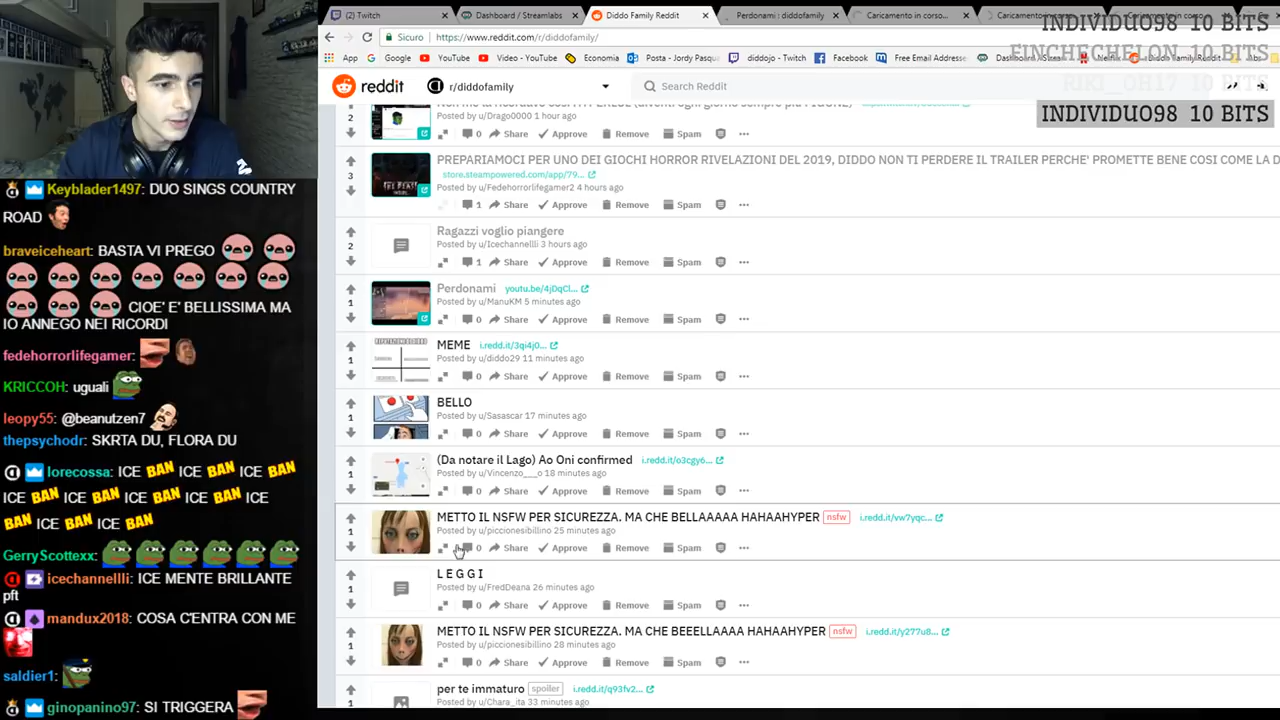 (2) Twitch
Dashboard / Streamlabs
Diddo Family Reddit
Perdonami : diddofamily
Caricamento in corso...
Caricamento in corso...
Caricamento in corso...
Sicuro https://www.reddit.com/r/diddofamily/
App Google YouTube Video - YouTube Economia Posta - Jordy Pasqua diddojo - Twitch Facebook Free Email Addresse Dashboard Diddo Family Reddit
INDIVIDUO98 10 BITS
FINCHECHELON 10 BITS
10 BITS
INDIVIDUO98 10 BITS
reddit r/diddofamily Search Reddit
2
Posted by u/Drago0000 1 hour ago
0 Share Approve Remove Spam
PREPARIAMOCI PER UNO DEI GIOCHI HORROR RIVELAZIONI DEL 2019, DIDDO NON TI PERDERE IL TRAILER PERCHE' PROMETTE BENE COSI COME LA D
store.steampowered.com/app/79...
3
Posted by u/Fedehorrorlifegamer2 4 hours ago
1 Share Approve Remove Spam
Ragazzi voglio piangere
2
Posted by u/Icechannellli 3 hours ago
1 Share Approve Remove Spam
Perdonami youtu.be/4jDqCl...
1
Posted by u/ManuKM 5 minutes ago
0 Share Approve Remove Spam
MEME i.redd.it/3qi4j0...
1
Posted by u/diddo29 11 minutes ago
0 Share Approve Remove Spam
BELLO
1
Posted by u/Sasascar 17 minutes ago
0 Share Approve Remove Spam
(Da notare il Lago) Ao Oni confirmed i.redd.it/o3cgy6...
1
Posted by u/Vincenzo___o 18 minutes ago
0 Share Approve Remove Spam
METTO IL NSFW PER SICUREZZA. MA CHE BELLAAAAA HAHAAHYPER nsfw i.redd.it/vw7yqc...
1
Posted by u/piccionesibillino 25 minutes ago
0 Share Approve Remove Spam
L E G G I
1
Posted by u/FredDeana 26 minutes ago
0 Share Approve Remove Spam
METTO IL NSFW PER SICUREZZA. MA CHE BEEELLAAAA HAHAAHYPER nsfw i.redd.it/y277u8...
1
Posted by u/piccionesibillino 28 minutes ago
0 Share Approve Remove Spam
per te immaturo spoiler i.redd.it/q93fv2...
1
Posted by u/Chara_ita 33 minutes ago
Keyblader1497: DUO SINGS COUNTRY
ROAD
braveiceheart: BASTA VI PREGO
CIOE' E' BELLISSIMA MA
IO ANNEGO NEI RICORDI
fedehorrorlifegamer:
KRICCOH: uguali
leopy55: @beanutzen7
thepsychodr: SKRTA DU, FLORA DU
lorecossa: ICE BAN ICE BAN ICE BAN
ICE BAN ICE BAN ICE BAN ICE BAN ICE
BAN ICE BAN ICE BAN
GerryScottexx:
icechannellli: ICE MENTE BRILLANTE
pft
mandux2018: COSA C'ENTRA CON ME
saldier1:
ginopanino97: SI TRIGGERA